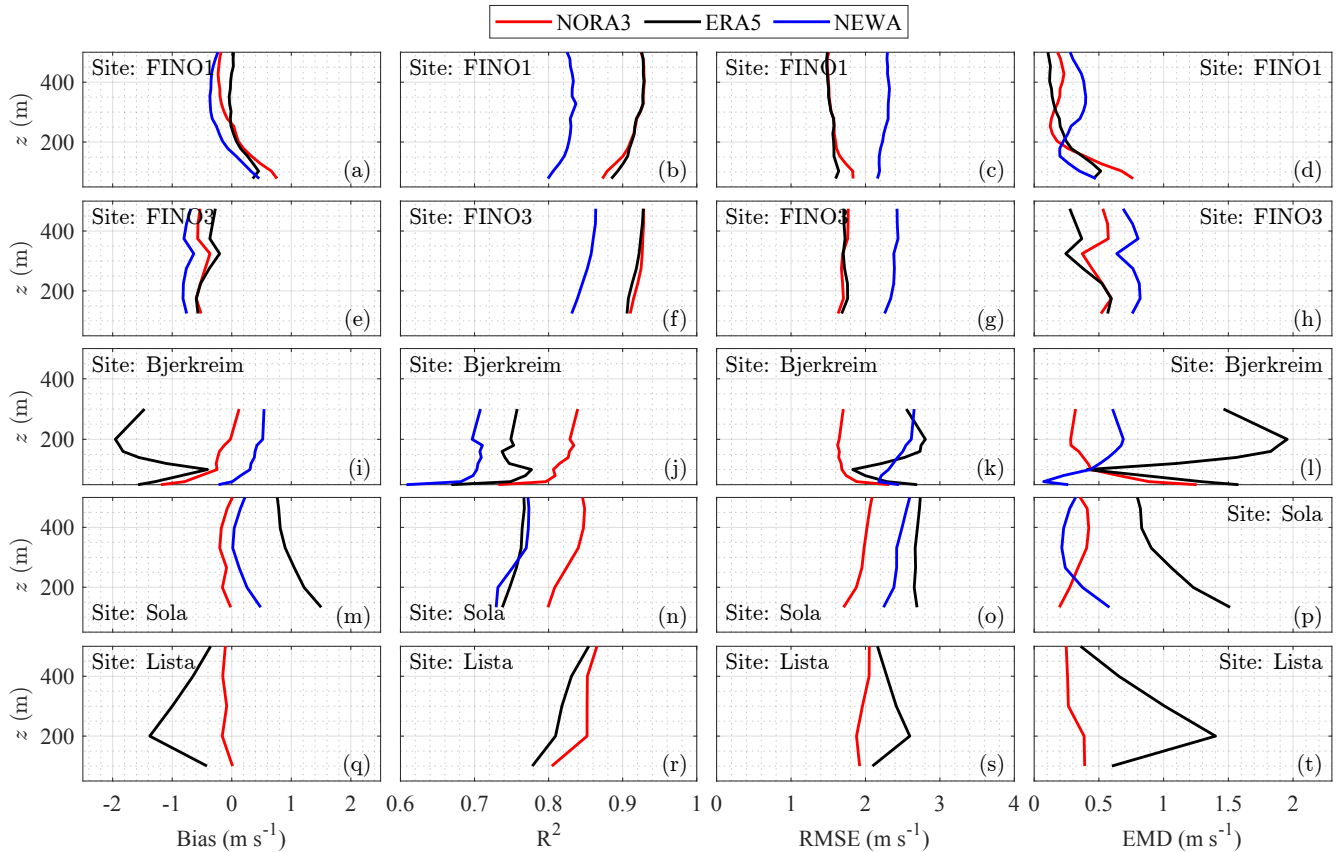 NORA3 ERA5 NEWA
Site: FINO1 Site: FINO1 Site: FINO1
400
z (m)
200
(a) (b) (c) (d)
Site: FINO3 Site: FINO3 Site: FINO3 Site: FINO3
400
z (m)
200
(e) (f) (g) (h)
Site: Bjerkreim Site: Bjerkreim Site: Bjerkreim Site: Bjerkreim
400
z (m)
200
(i) (j) (k) (l)
Site: Sola
400
z (m)
200
Site: Sola (m) Site: Sola (n) Site: Sola (o) (p)
Site: Lista Site: Lista Site: Lista Site: Lista
400
z (m)
200
(q) (r) (s) (t)
-2 -1 0 1 2 0.6 0.7 0.8 0.9 1 0 1 2 3 4 0 0.5 1 1.5 2
Bias (m s⁻¹) R² RMSE (m s⁻¹) EMD (m s⁻¹)
Site: FINO1